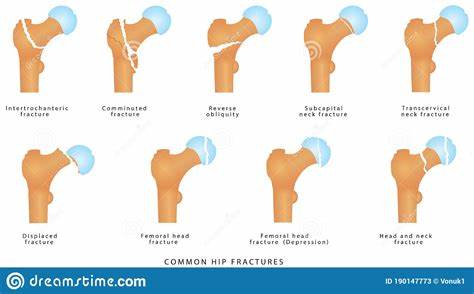 Intertrochanteric
fracture
Comminuted
fracture
Reverse
obliquity
Subcapital
neck fracture
Transcervical
neck fracture
Displaced
fracture
Femoral head
fracture
Femoral head
fracture (Depression)
Head and neck
fracture
COMMON HIP FRACTURES
dreamstime.com
ID 190147773 © Vonuk1